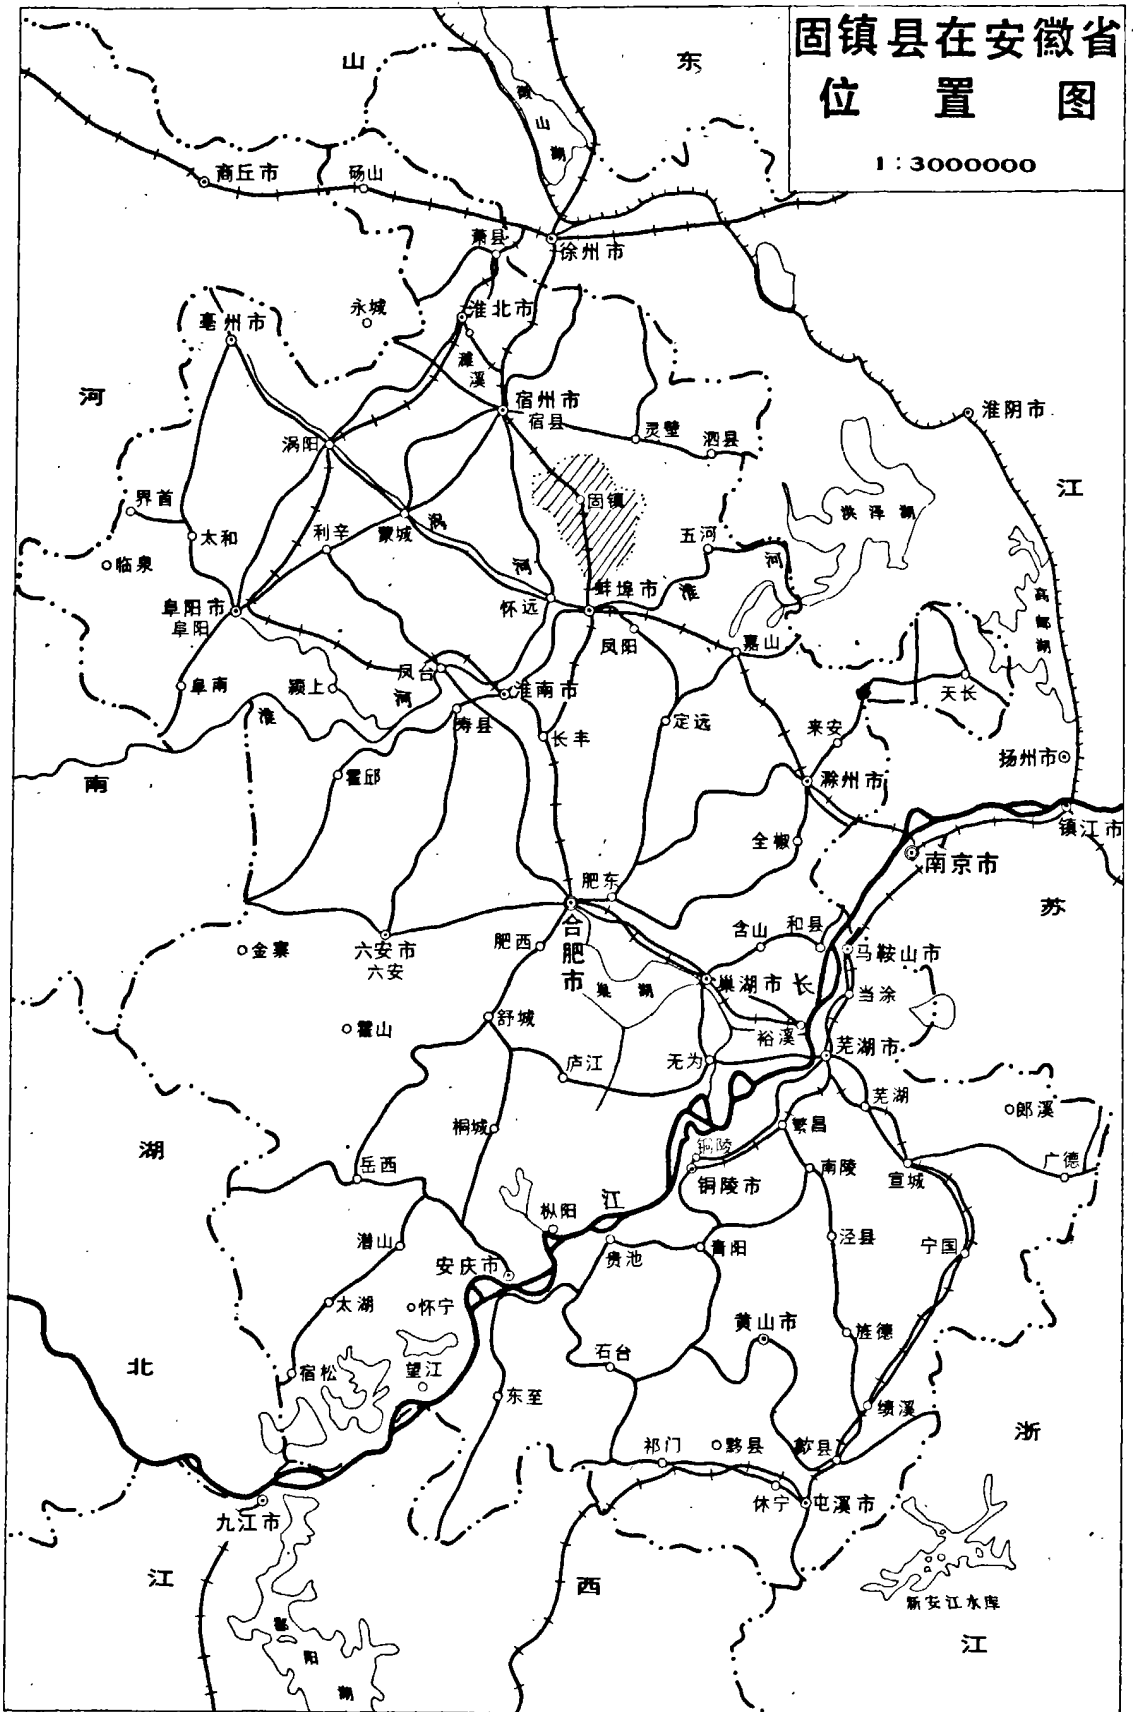 固镇县在安徽省
位置图
1:3000000
山
东
微山湖
商丘市
砀山
萧县
徐州市
永城
淮北市
亳州市
濉溪
河
宿州市
宿县
淮阴市
灵璧
泗县
涡阳
江
界首
固镇
洪泽湖
太和
利辛
蒙城
涡
五河
临泉
河
河
高邮湖
阜阳市
阜阳
怀远
蚌埠市
淮
凤阳
嘉山
阜南
颍上
凤台
河
淮南市
天长
淮
寿县
长丰
定远
来安
扬州市
南
霍邱
滁州市
镇江市
全椒
南京市
肥东
苏
合肥市
含山
和县
金寨
六安市
六安
肥西
马鞍山市
巢湖
巢湖市
长
当涂
舒城
霍山
裕溪
芜湖市
庐江
无为
芜湖
郎溪
湖
桐城
繁昌
铜陵
岳西
铜陵市
南陵
宣城
广德
枞阳
江
潜山
贵池
青阳
泾县
宁国
安庆市
太湖
怀宁
黄山市
旌德
北
石台
宿松
望江
东至
绩溪
浙
祁门
黟县
歙县
休宁
屯溪市
九江市
江
西
新安江水库
鄱阳湖
江